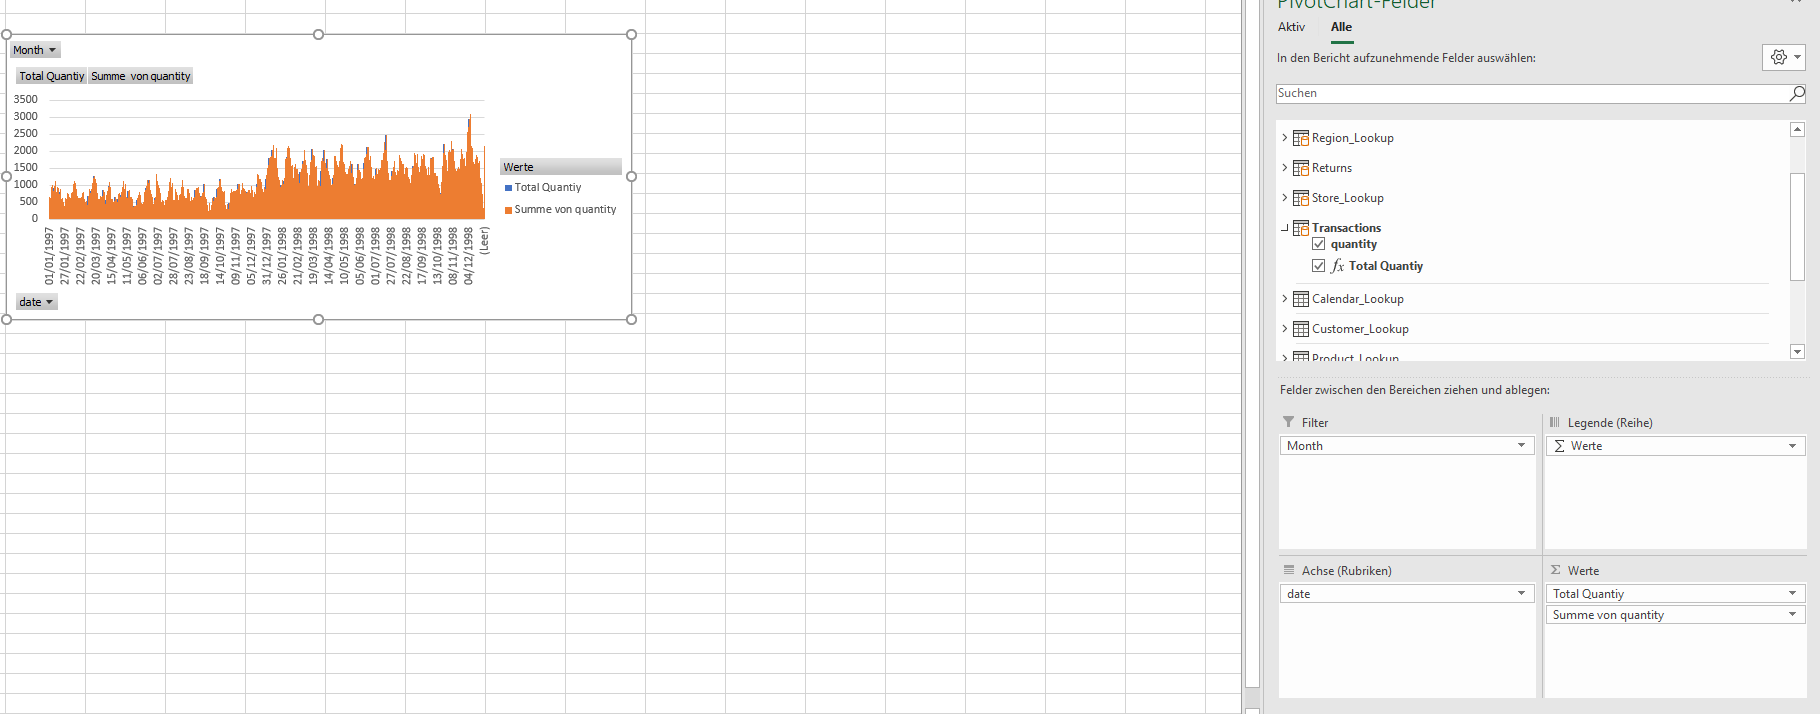 PivotChart-Felder
Aktiv Alle
In den Bericht aufzunehmende Felder auswählen:
Suchen
Region_Lookup
Returns
Store_Lookup
Transactions
quantity
fx Total Quantiy
Calendar_Lookup
Customer_Lookup
Product_Lookup
Felder zwischen den Bereichen ziehen und ablegen:
Filter
Month
Legende (Reihe)
Σ Werte
Achse (Rubriken)
date
Σ Werte
Total Quantiy
Summe von quantity
Month
Total Quantiy Summe von quantity
3500
3000
2500
2000
1500
1000
500
0
01/01/1997
27/01/1997
22/02/1997
20/03/1997
15/04/1997
11/05/1997
06/06/1997
02/07/1997
28/07/1997
23/08/1997
18/09/1997
14/10/1997
09/11/1997
05/12/1997
31/12/1997
26/01/1998
21/02/1998
19/03/1998
14/04/1998
10/05/1998
05/06/1998
01/07/1998
27/07/1998
22/08/1998
17/09/1998
13/10/1998
08/11/1998
04/12/1998
(Leer)
Werte
Total Quantiy
Summe von quantity
date